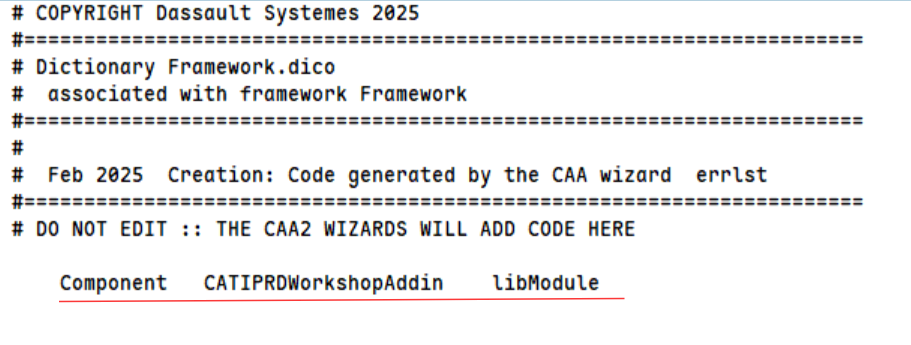 # COPYRIGHT Dassault Systemes 2025
#======================================================================
# Dictionary Framework.dico
#  associated with framework Framework
#======================================================================
#
#  Feb 2025  Creation: Code generated by the CAA wizard  errlst
#======================================================================
# DO NOT EDIT :: THE CAA2 WIZARDS WILL ADD CODE HERE
Component   CATIPRDWorkshopAddin    libModule